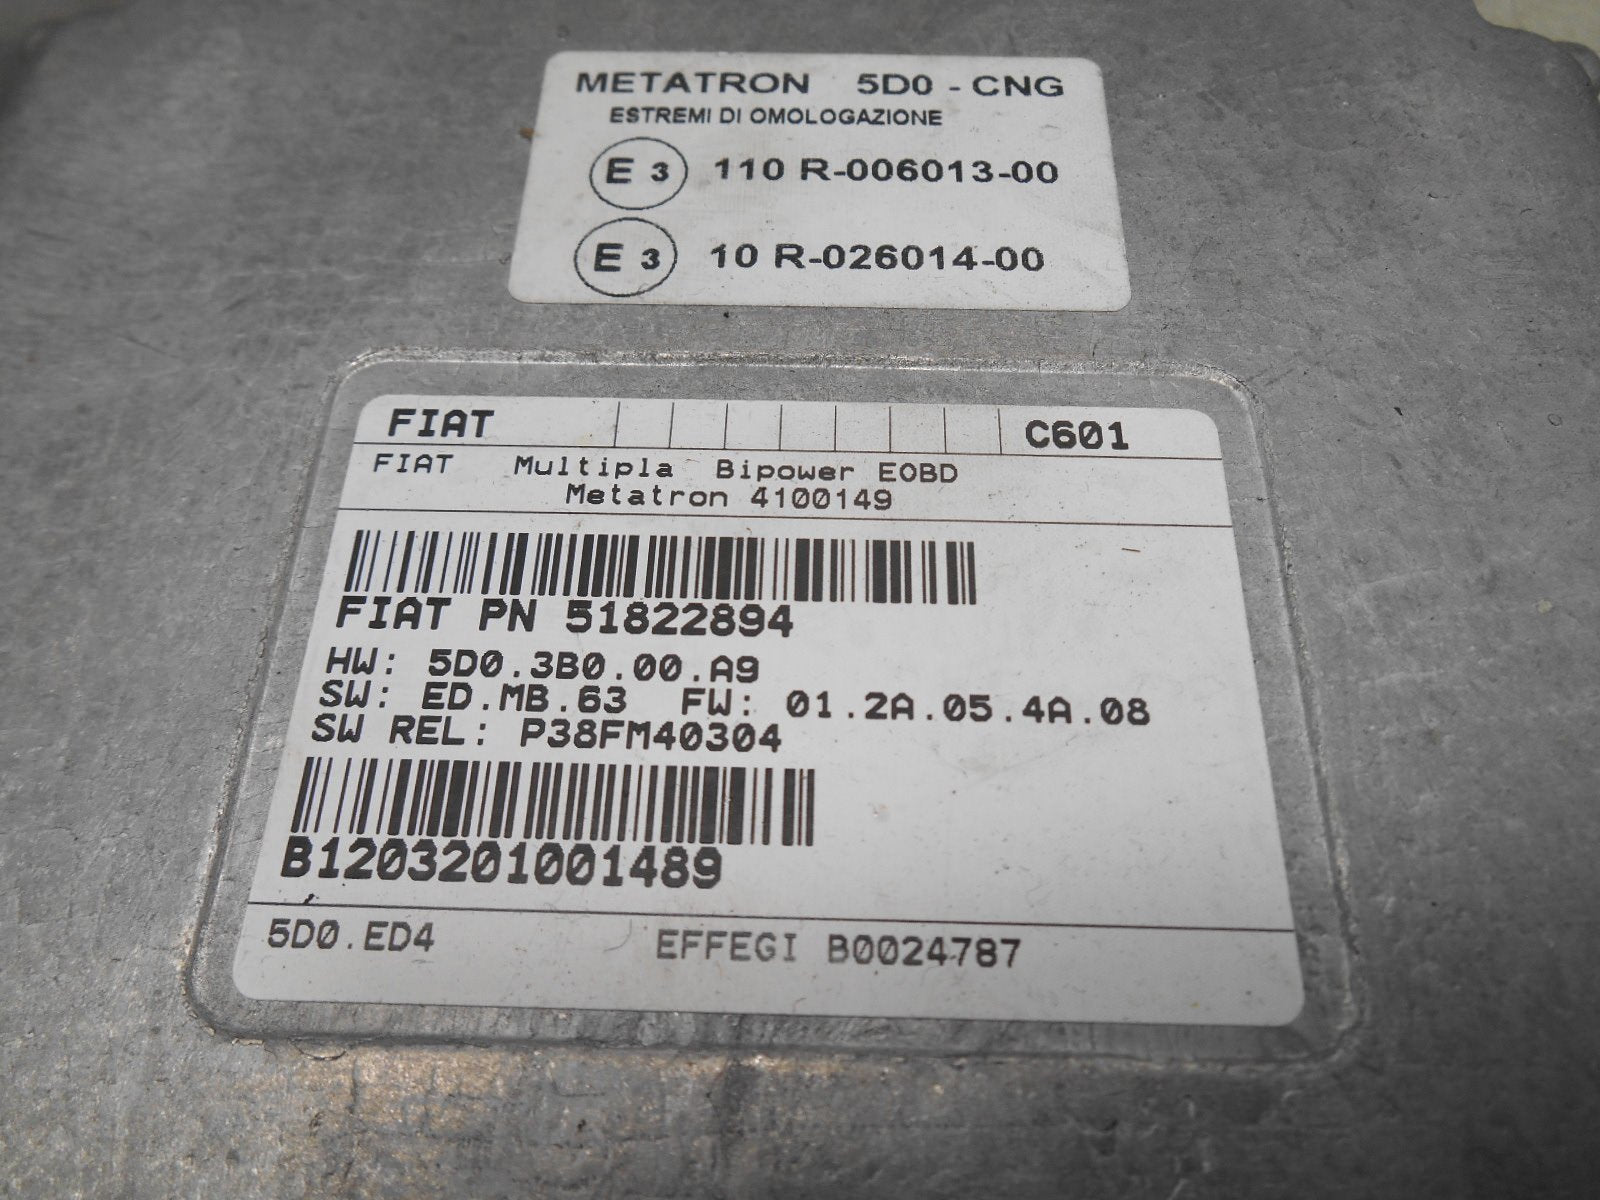 METATRON 5D0 - CNG
ESTREMI DI OMOLOGAZIONE
E 3 110 R-006013-00
E 3 10 R-026014-00
FIAT C601
FIAT Multipla Bipower EOBD
Metatron 4100149
FIAT PN 51822894
HW: 5D0.3B0.00.A9
SW: ED.MB.63 FW: 01.2A.05.4A.08
SW REL: P38FM40304
B1203201001489
5D0.ED4 EFFEGI B0024787